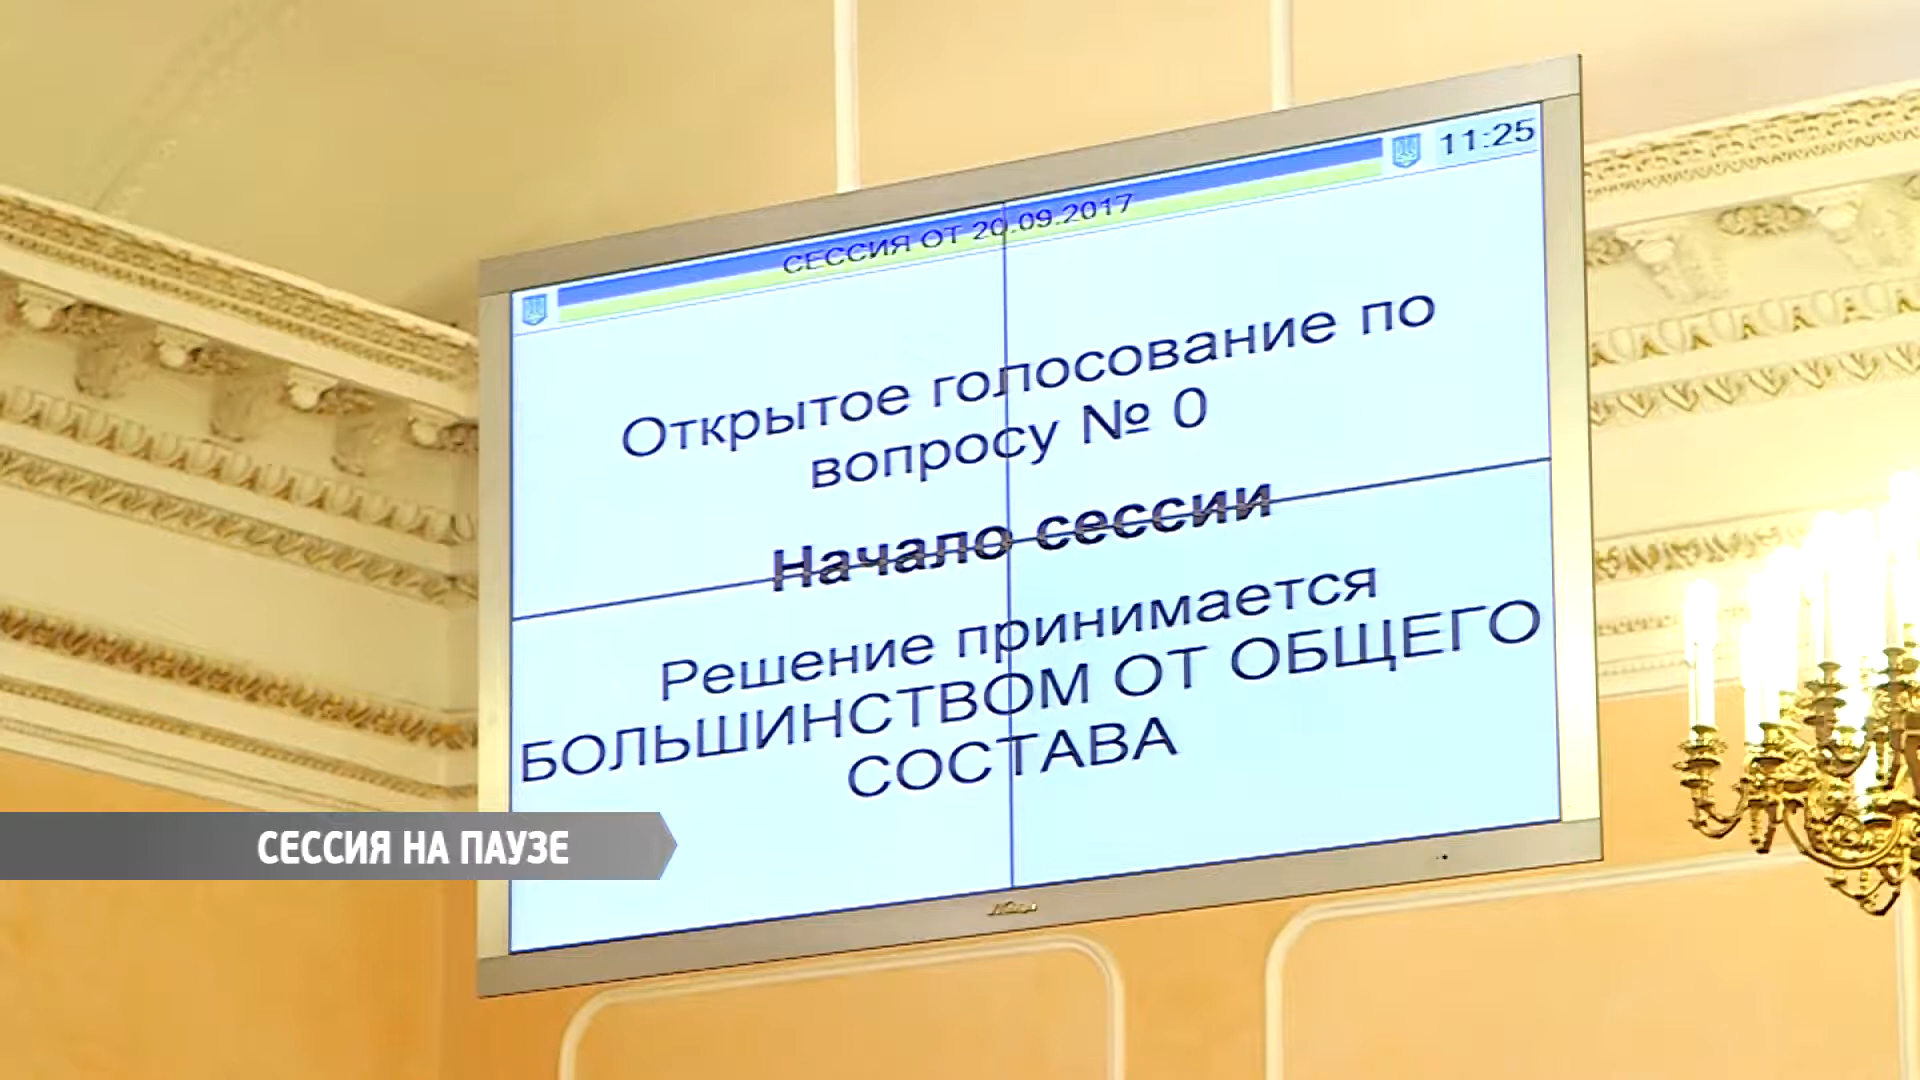 11:25
СЕССИЯ ОТ 20.09.2017
Открытое голосование по
вопросу № 0
Начало сессии
Решение принимается
БОЛЬШИНСТВОМ ОТ ОБЩЕГО
СОСТАВА
СЕССИЯ НА ПАУЗЕ